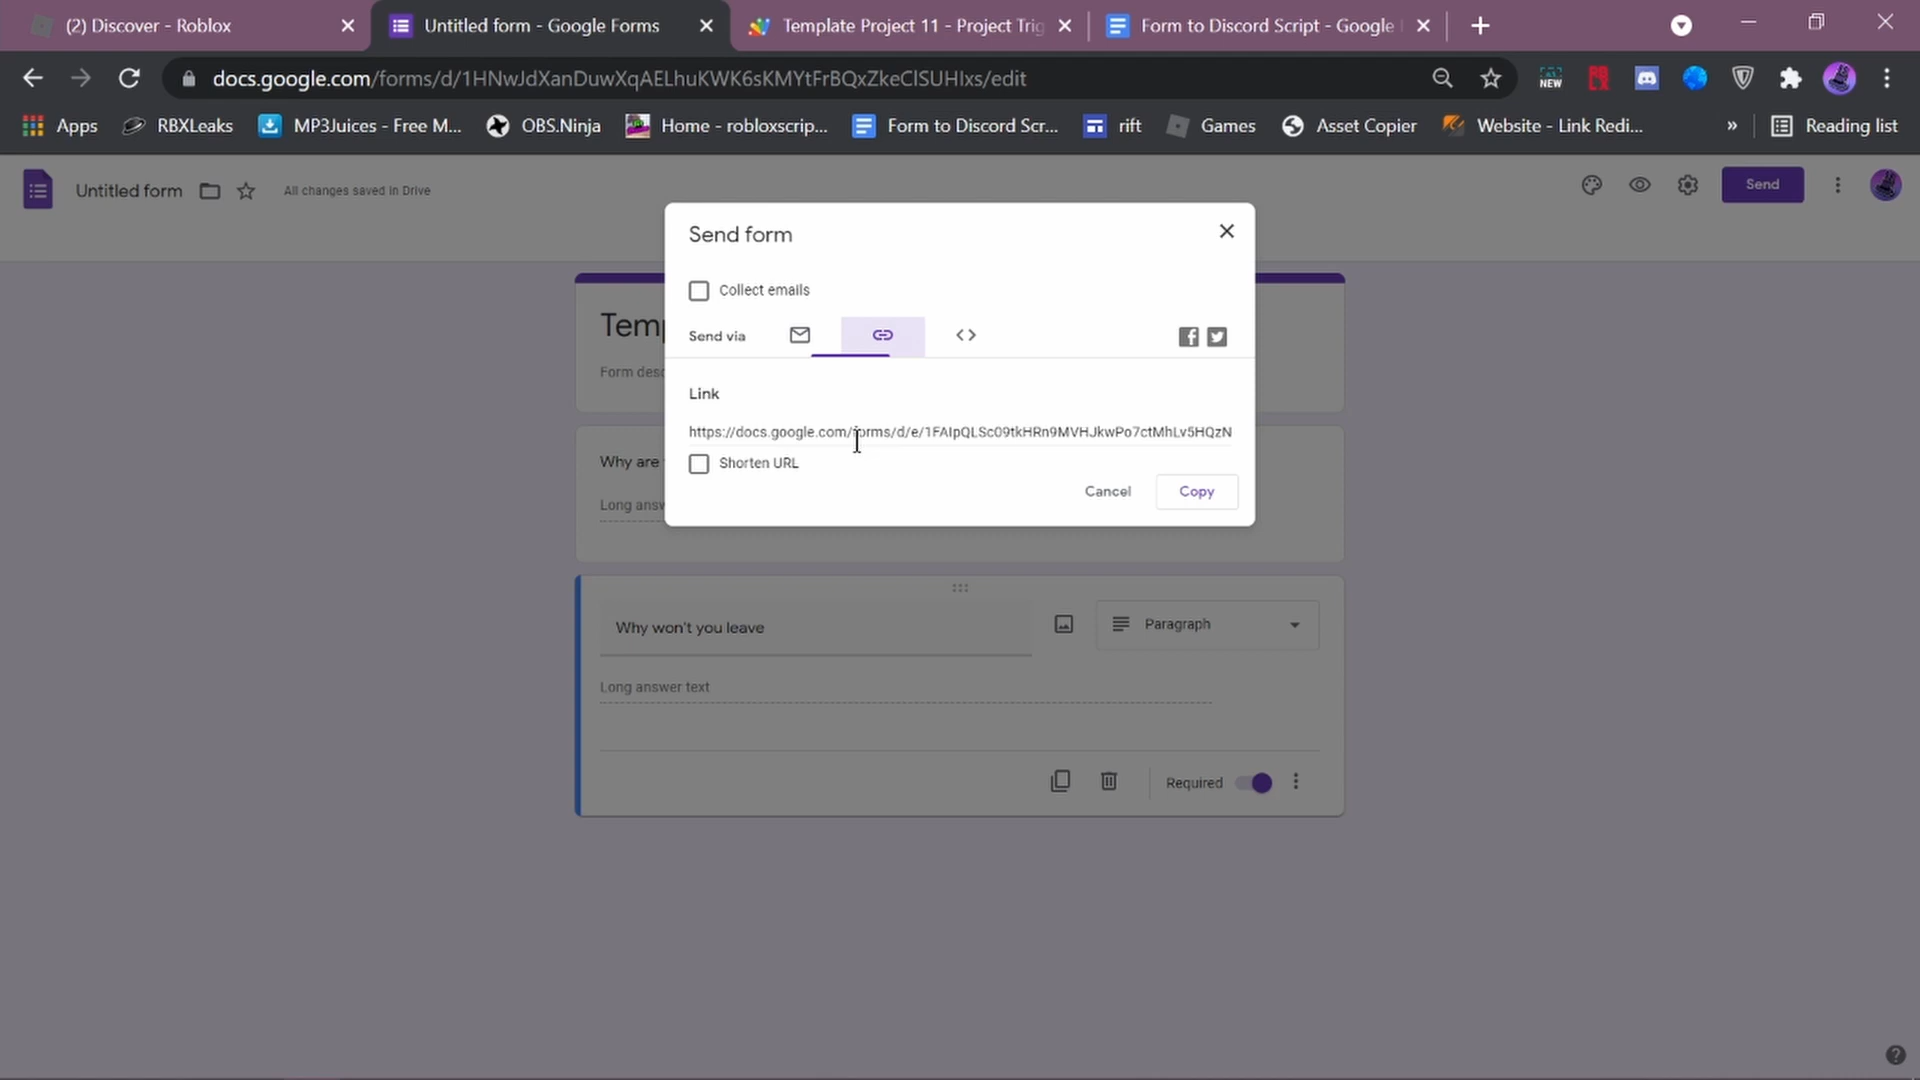 (2) Discover - Roblox
Untitled form - Google Forms
Template Project 11 - Project Trig
Form to Discord Script - Google
docs.google.com/forms/d/1HNwJdXanDuwXqAELhuKWK6sKMYtFrBQxZkeClSUHIxs/edit
NEW
Apps
RBXLeaks
MP3Juices - Free M...
OBS.Ninja
Home - robloxscrip...
Form to Discord Scr...
rift
Games
Asset Copier
Website - Link Redi...
»
Reading list
Untitled form
All changes saved in Drive
Send
Send form
Collect emails
Send via
Link
https://docs.google.com/forms/d/e/1FAIpQLSc09tkHRn9MVHJkwPo7ctMhLv5HQzN
Shorten URL
Cancel
Copy
Temp
Form desc
Why are
Long answ
Why won't you leave
Paragraph
Long answer text
Required